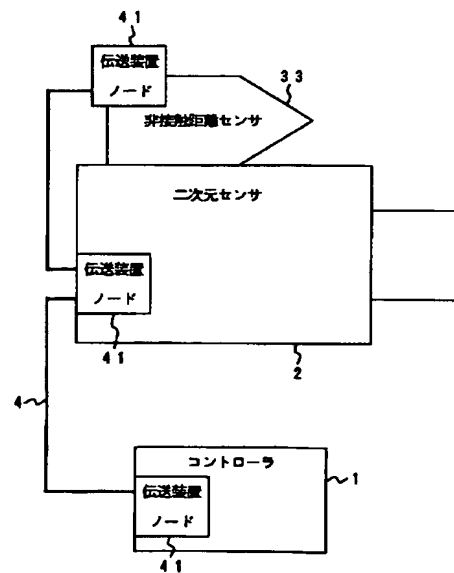 41
伝送装置
ノード
33
非接触距離センサ
二次元センサ
伝送装置
ノード
41
2
4
コントローラ
1
伝送装置
ノード
41